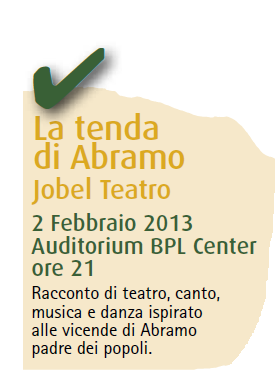 La tenda
di Abramo
Jobel Teatro
2 Febbraio 2013
Auditorium BPL Center
ore 21
Racconto di teatro, canto,
musica e danza ispirato
alle vicende di Abramo
padre dei popoli.